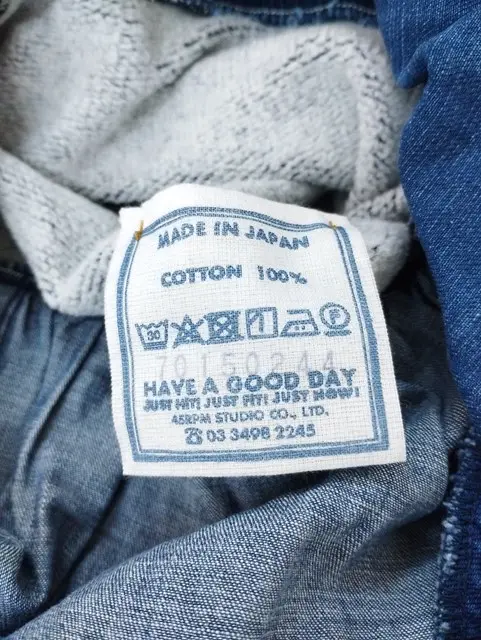 MADE IN JAPAN
COTTON 100%
30 P
70150244
HAVE A GOOD DAY
JUST HIT! JUST FIT! JUST NOW!
45RPM STUDIO CO., LTD.
☎ 03 3498 2245